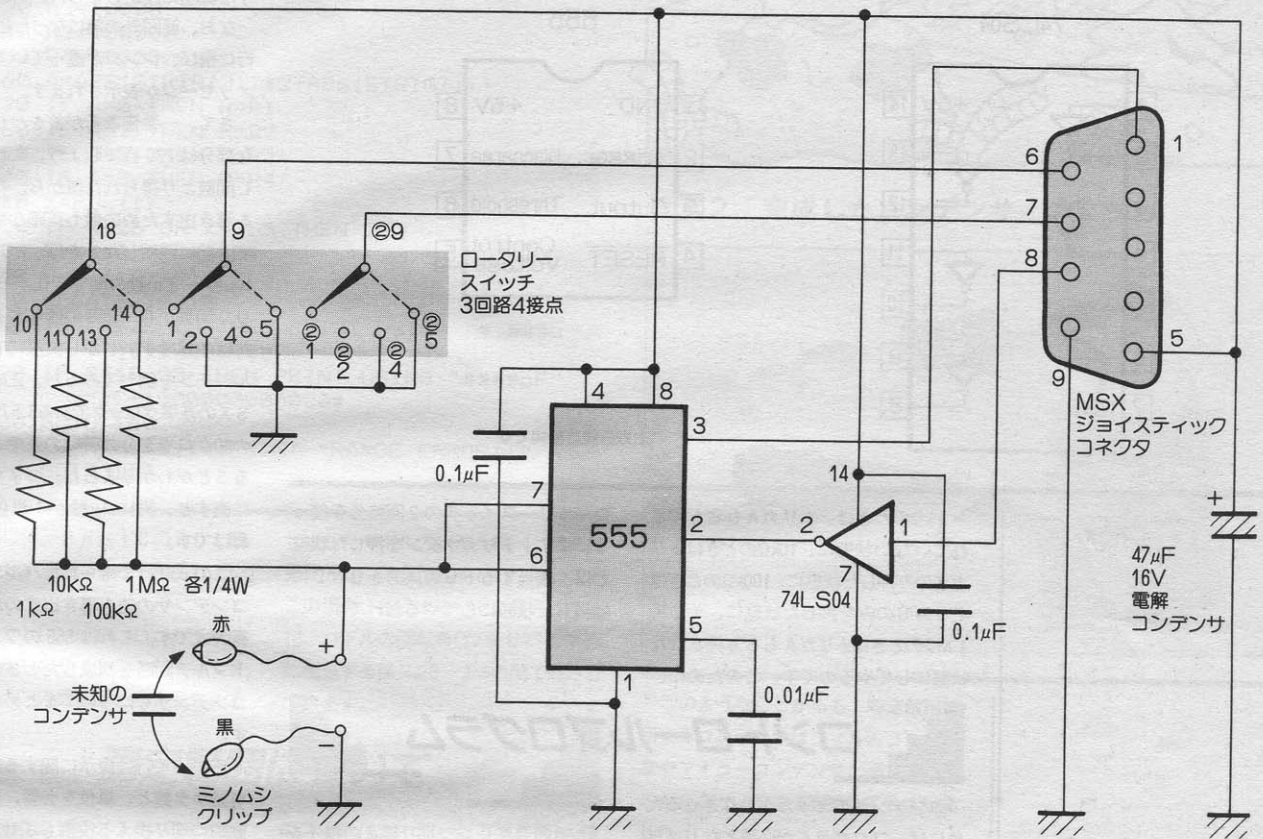 18
9
②9
ロータリー
スイッチ
3回路4接点
10
11
13
14
1
2
4
5
②
1
②
2
②
4
②
5
1kΩ
10kΩ
100kΩ
1MΩ
各1/4W
赤
黒
未知の
コンデンサ
ミノムシ
クリップ
+
−
0.1μF
4
8
3
7
6
2
5
1
555
0.01μF
14
2
1
7
74LS04
0.1μF
6
7
8
9
1
5
MSX
ジョイスティック
コネクタ
+
47μF
16V
電解
コンデンサ